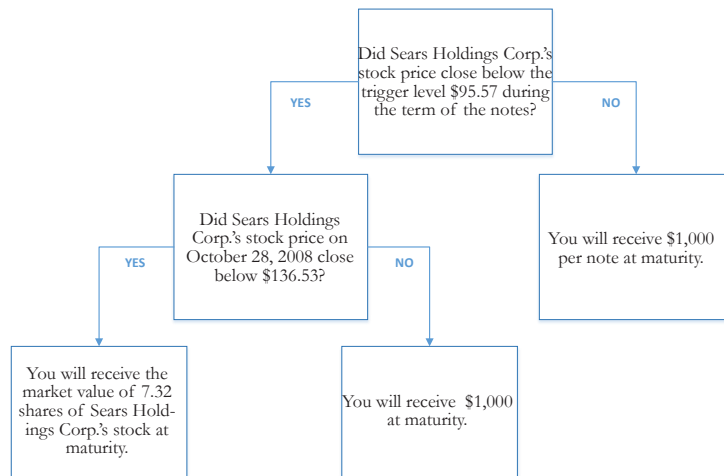 Did Sears Holdings Corp.'s
stock price close below the
trigger level $95.57 during
the term of the notes?
YES
NO
Did Sears Holdings
Corp.'s stock price on
October 28, 2008 close
below $136.53?
You will receive $1,000
per note at maturity.
YES
NO
You will receive the
market value of 7.32
shares of Sears Hold-
ings Corp.'s stock at
maturity.
You will receive $1,000
at maturity.